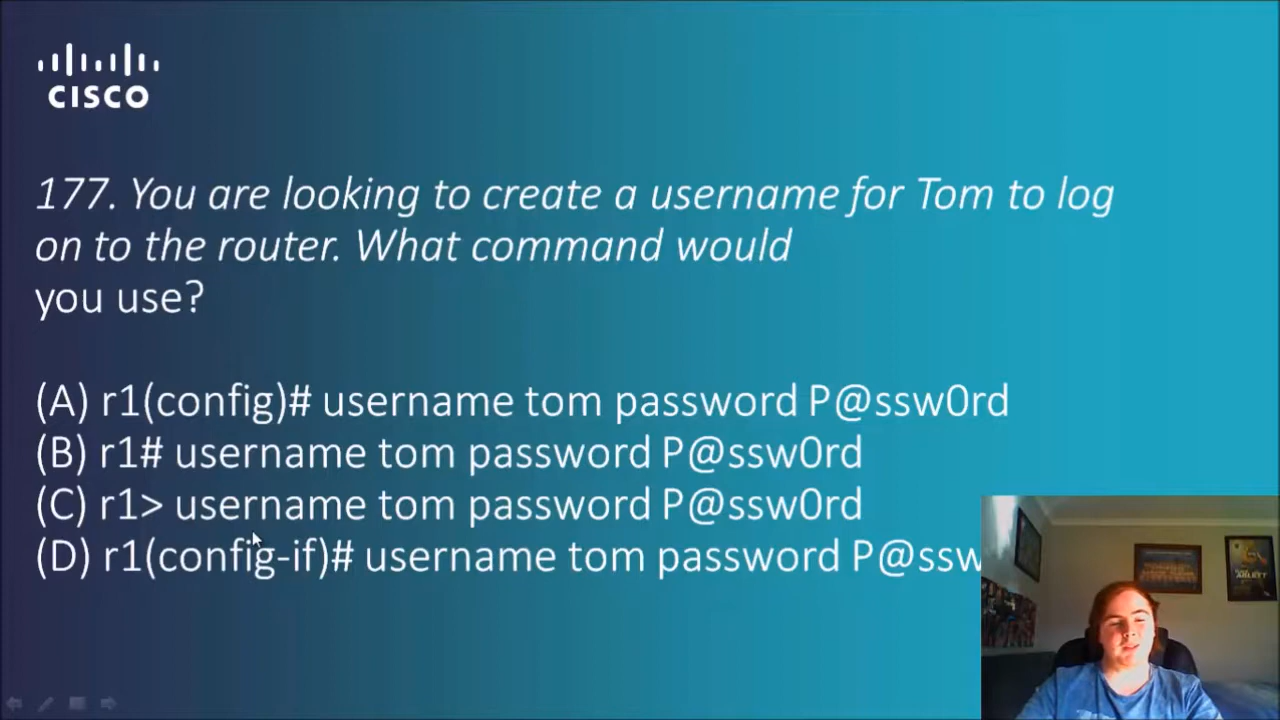 CISCO
177. You are looking to create a username for Tom to log
on to the router. What command would
you use?
(A) r1(config)# username tom password P@ssw0rd
(B) r1# username tom password P@ssw0rd
(C) r1> username tom password P@ssw0rd
(D) r1(config-if)# username tom password P@ssw